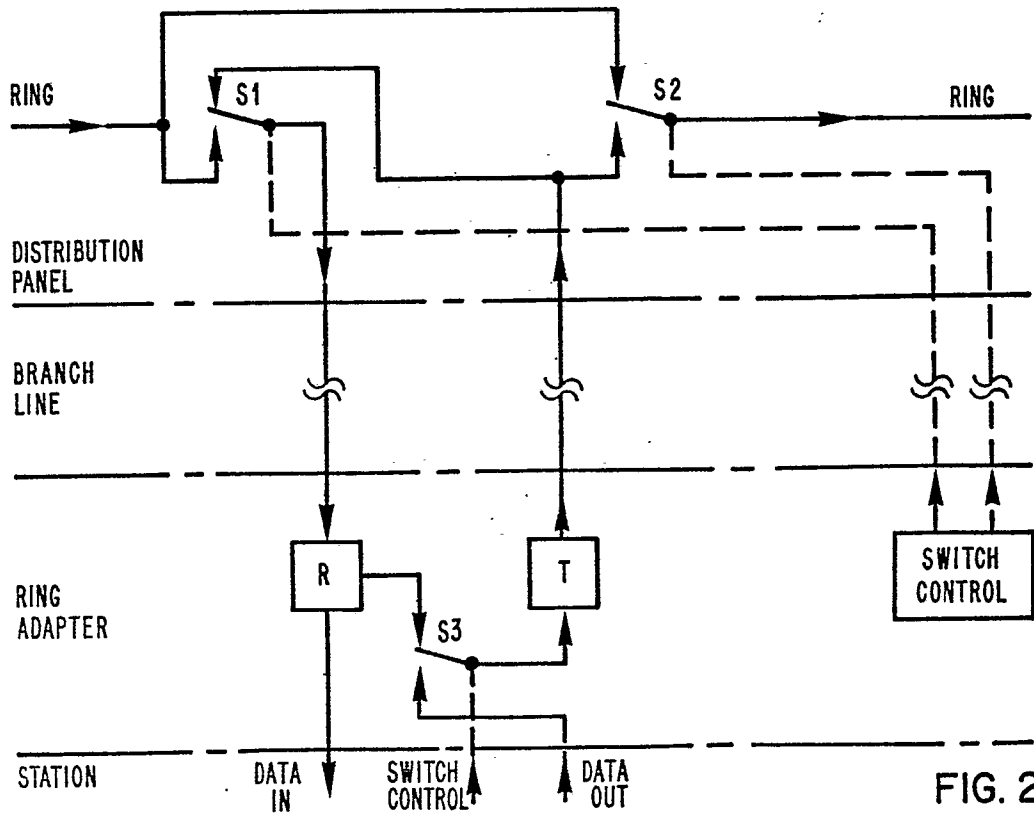 RING
S1
S2
RING
DISTRIBUTION
PANEL
BRANCH
LINE
R
T
SWITCH
CONTROL
RING
ADAPTER
S3
STATION
DATA
IN
SWITCH
CONTROL
DATA
OUT
FIG. 2